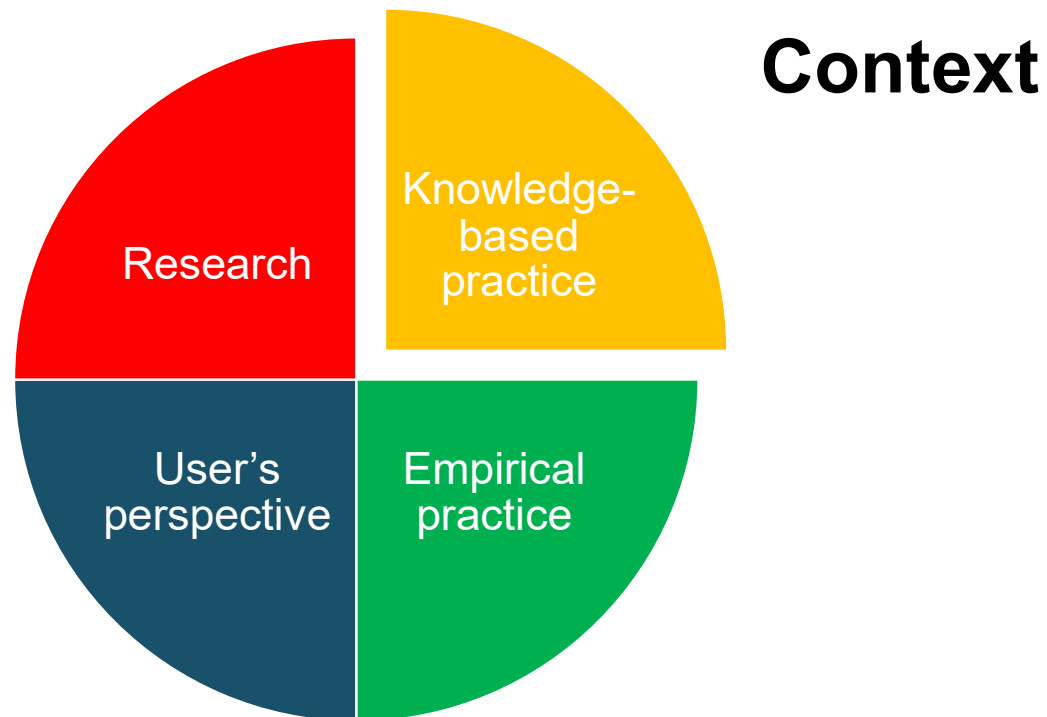 Context
Knowledge-
based
practice
Research
User’s
perspective
Empirical
practice